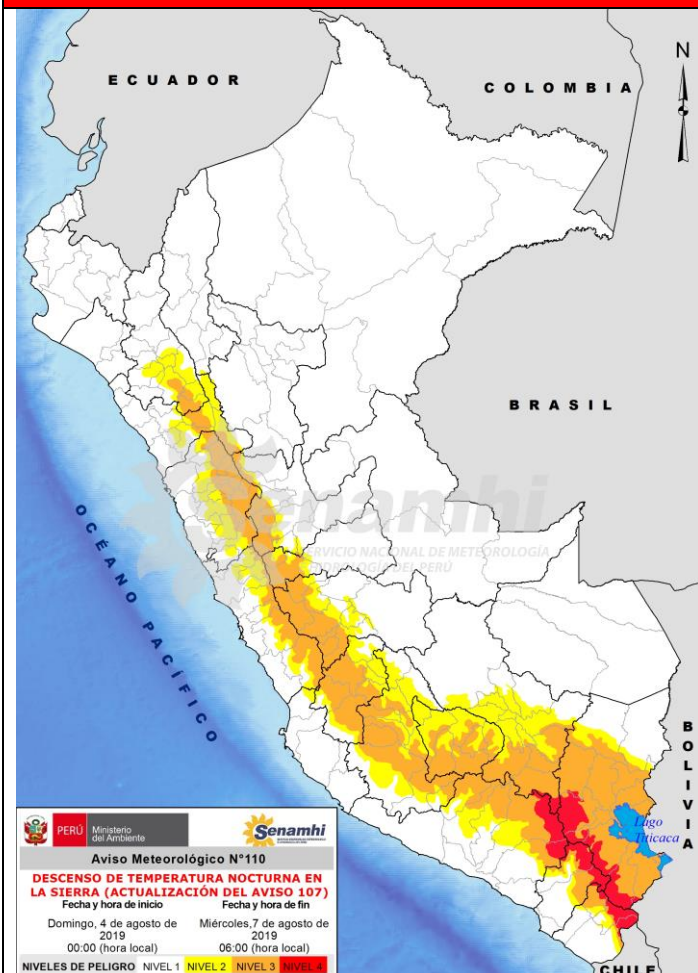 ECUADOR
COLOMBIA
N
BRASIL
OCÉANO PACÍFICO
Senamhi
SERVICIO NACIONAL DE METEOROLOGÍA
HIDROLOGÍA DEL PERÚ
BOLIVIA
Lago
Titicaca
CHILE
PERÚ Ministerio
del Ambiente
Senamhi
Aviso Meteorológico N°110
DESCENSO DE TEMPERATURA NOCTURNA EN
LA SIERRA (ACTUALIZACIÓN DEL AVISO 107)
Fecha y hora de inicio Fecha y hora de fin
Domingo, 4 de agosto de Miércoles,7 de agosto de
2019 2019
00:00 (hora local) 06:00 (hora local)
NIVELES DE PELIGRO NIVEL 1 NIVEL 2 NIVEL 3 NIVEL 4